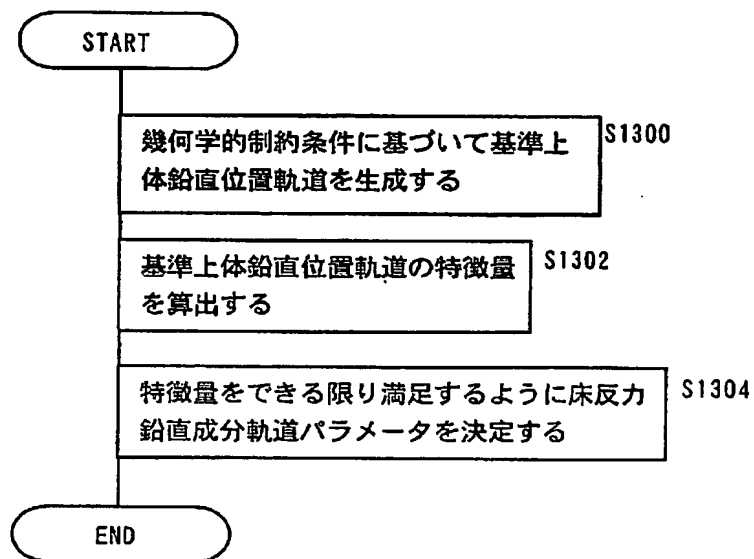 START
幾何学的制約条件に基づいて基準上
体鉛直位置軌道を生成する
S1300
基準上体鉛直位置軌道の特徴量
を算出する
S1302
特徴量をできる限り満足するように床反力
鉛直成分軌道パラメータを決定する
S1304
END